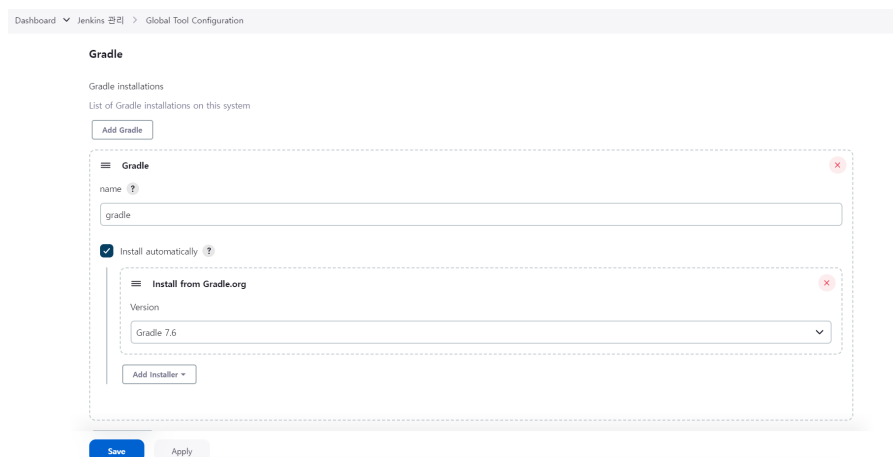 Dashboard Jenkins 관리 > Global Tool Configuration
Gradle
Gradle installations
List of Gradle installations on this system
Add Gradle
Gradle
name ?
gradle
Install automatically ?
Install from Gradle.org
Version
Gradle 7.6
Add Installer
Save Apply